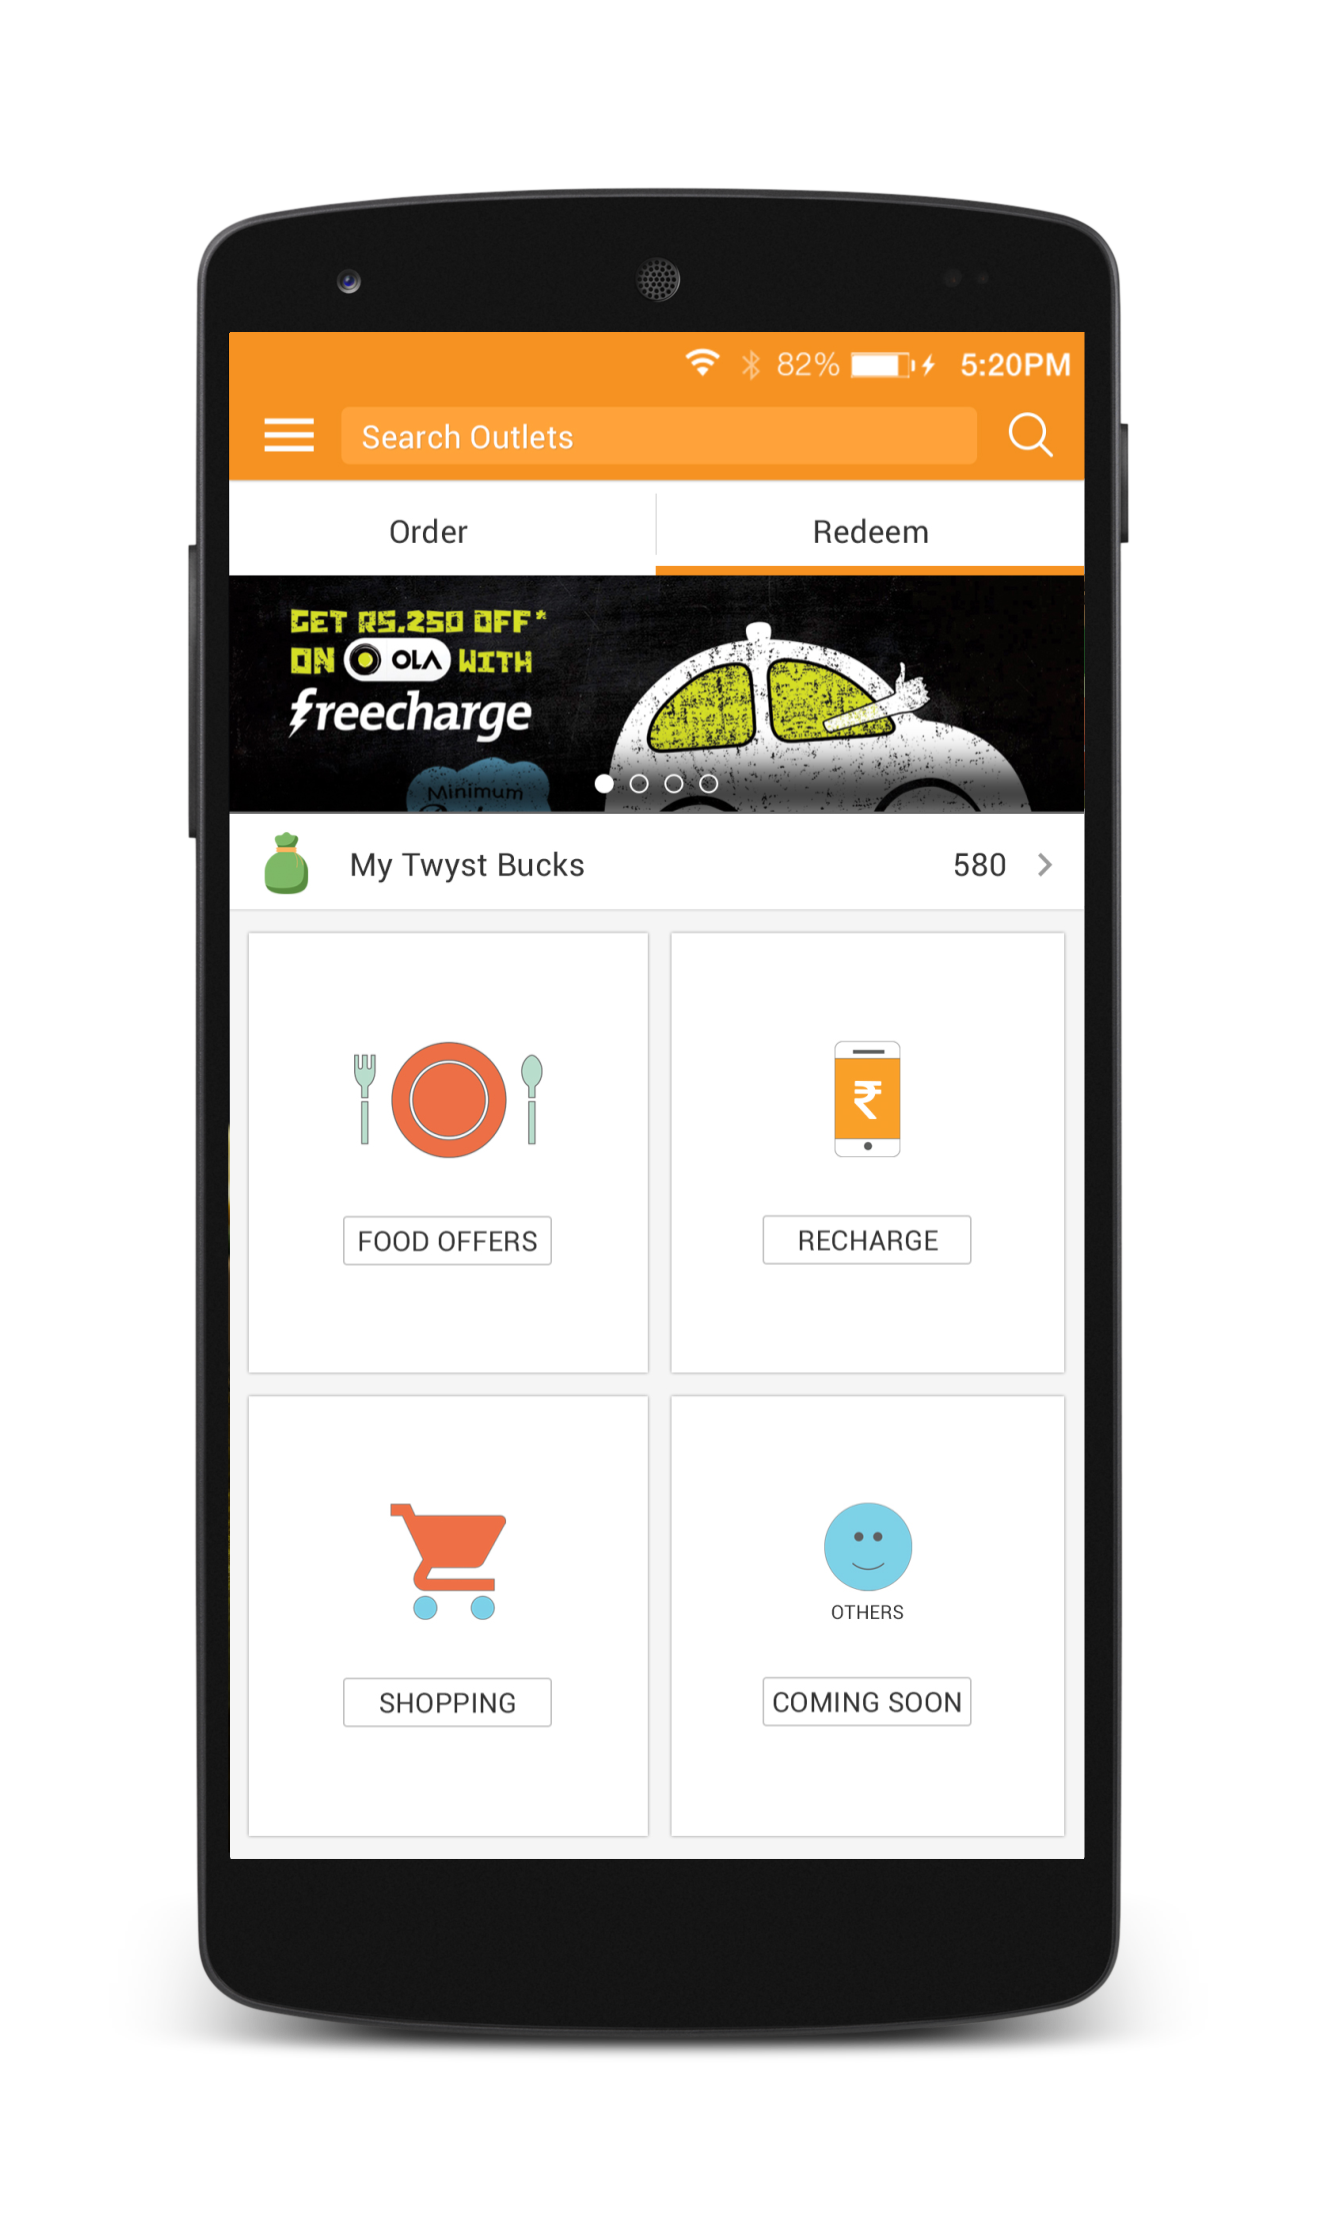 82% 5:20PM
Search Outlets
Order Redeem
GET RS.250 OFF*
ON OLA WITH
freecharge
Minimum
My Twyst Bucks 580
₹
FOOD OFFERS RECHARGE
OTHERS
SHOPPING COMING SOON